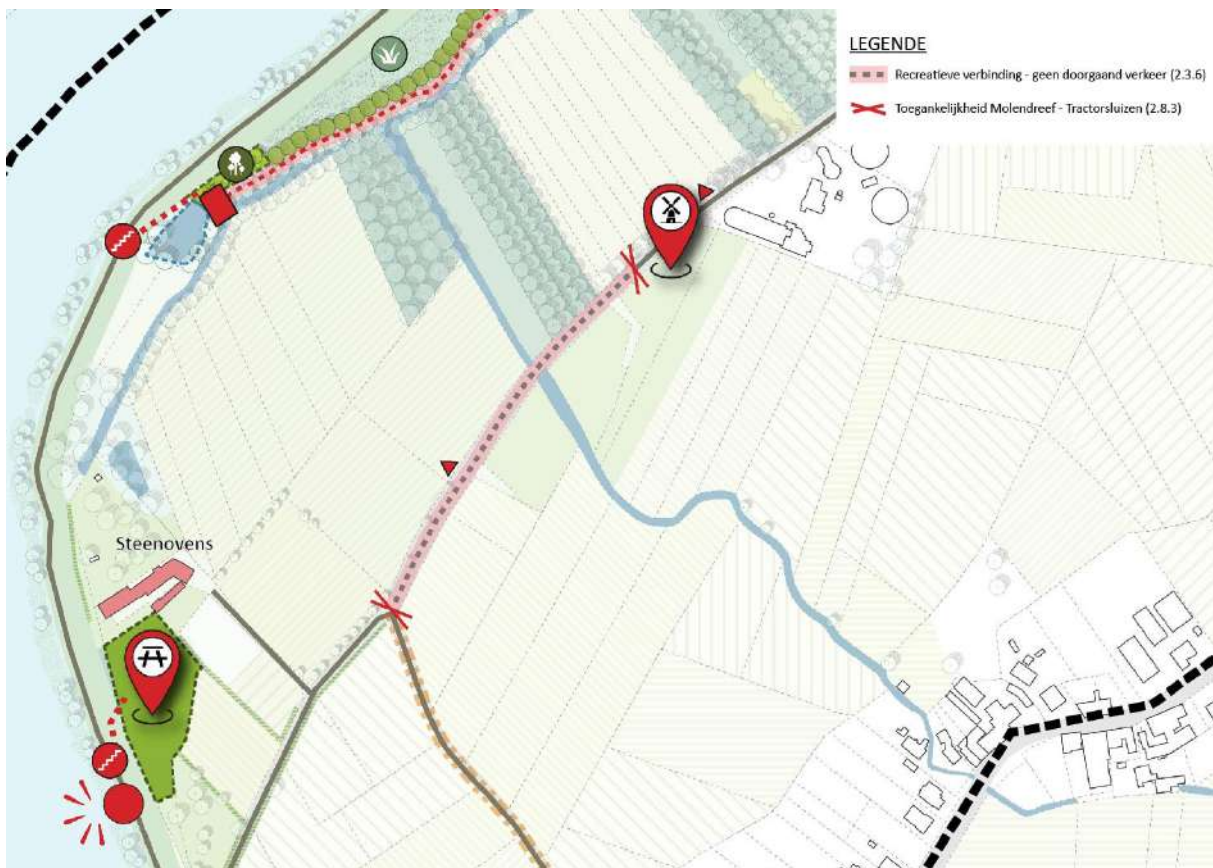 LEGENDE
Recreatieve verbinding - geen doorgaand verkeer (2.3.6)
Toegankelijkheid Molendreef - Tractorsluizen (2.8.3)
Steenovens